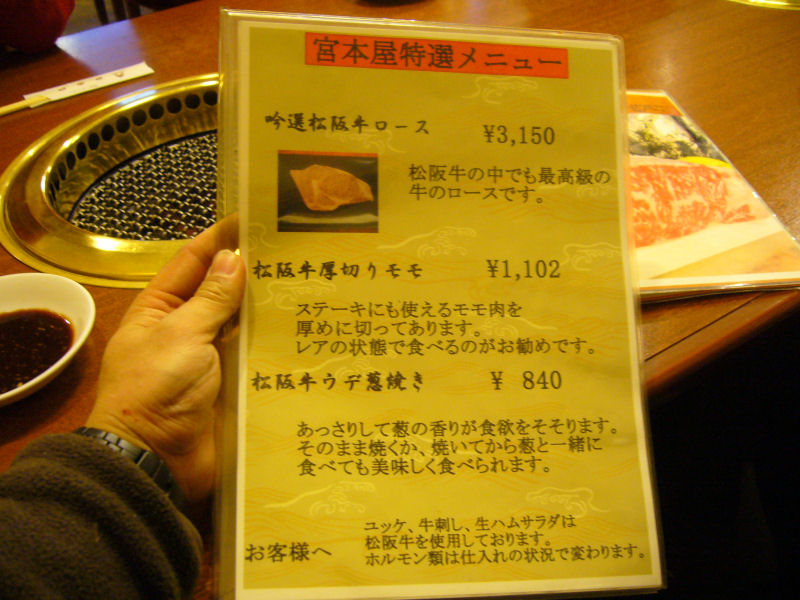 宮本屋特選メニュー
吟選松阪牛ロース ¥3,150
松阪牛の中でも最高級の
牛のロースです。
松阪牛厚切りモモ ¥1,102
ステーキにも使えるモモ肉を
厚めに切ってあります。
レアの状態で食べるのがお勧めです。
松阪牛ウデ葱焼き ¥ 840
あっさりして葱の香りが食欲をそそります。
そのまま焼くか、焼いてから葱と一緒に
食べても美味しく食べられます。
お客様へ
ユッケ、牛刺し、生ハムサラダは
松阪牛を使用しております。
ホルモン類は仕入れの状況で変わります。